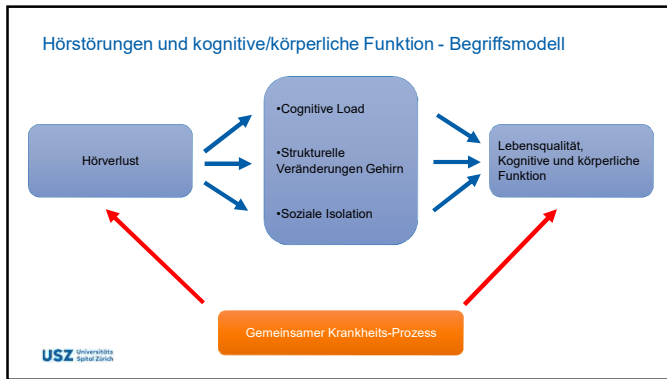 Hörstörungen und kognitive/körperliche Funktion - Begriffsmodell
Hörverlust
•Cognitive Load
•Strukturelle
Veränderungen Gehirn
•Soziale Isolation
Lebensqualität,
Kognitive und körperliche
Funktion
Gemeinsamer Krankheits-Prozess
USZ Universitäts
Spital Zürich